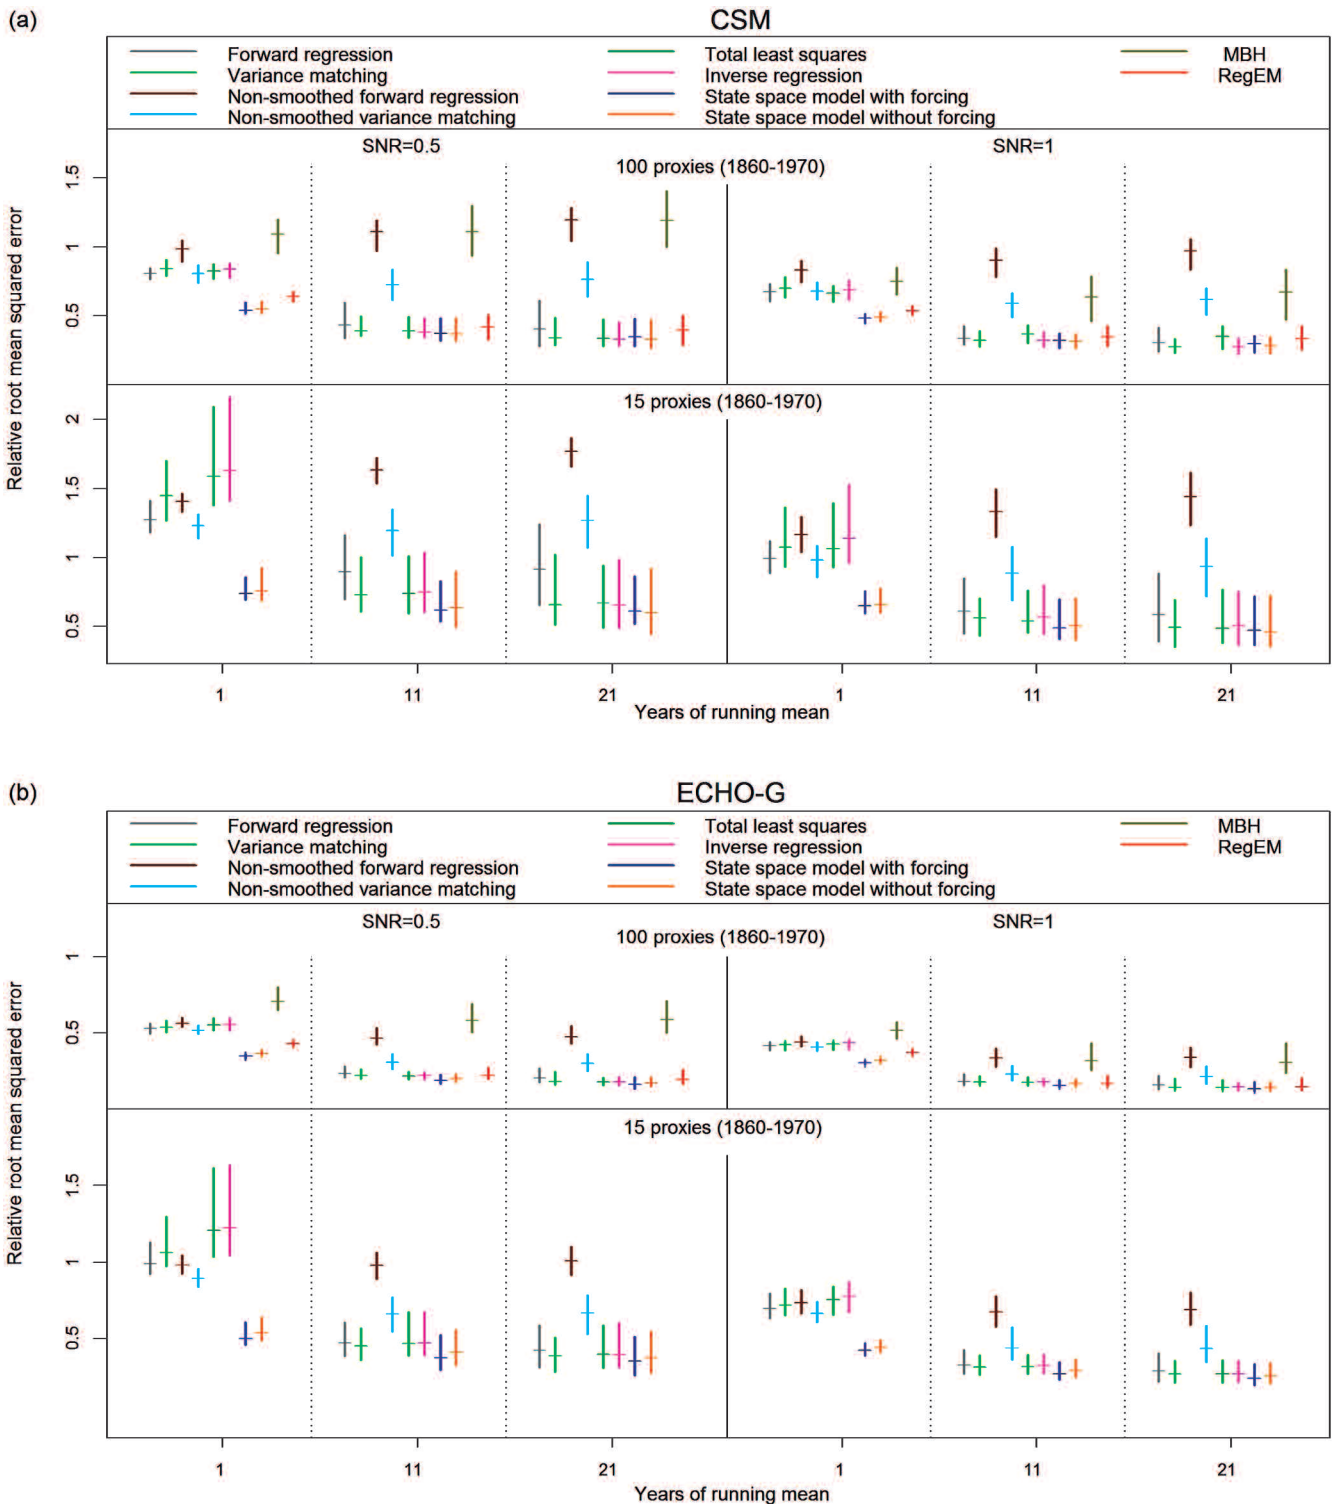 (a)
CSM
Forward regression
Variance matching
Non-smoothed forward regression
Non-smoothed variance matching
Total least squares
Inverse regression
State space model with forcing
State space model without forcing
MBH
RegEM
SNR=0.5
SNR=1
100 proxies (1860-1970)
15 proxies (1860-1970)
Relative root mean squared error
1.5
1
0.5
2
1.5
1
0.5
1
11
21
1
11
21
Years of running mean
(b)
ECHO-G
Forward regression
Variance matching
Non-smoothed forward regression
Non-smoothed variance matching
Total least squares
Inverse regression
State space model with forcing
State space model without forcing
MBH
RegEM
SNR=0.5
SNR=1
100 proxies (1860-1970)
15 proxies (1860-1970)
Relative root mean squared error
1
0.5
1.5
1
0.5
1
11
21
1
11
21
Years of running mean